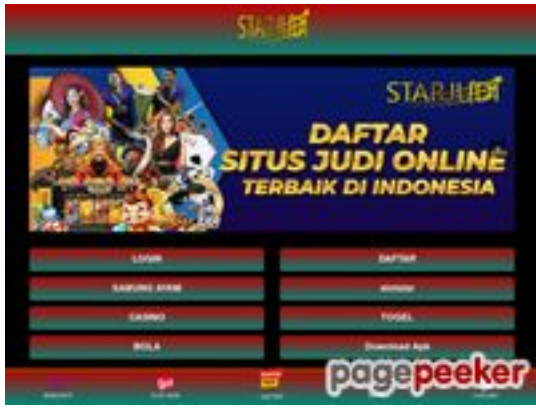 STARJUDI
STARJUDI
DAFTAR
SITUS JUDI ONLINE
TERBAIK DI INDONESIA
LOGIN
DAFTAR
SABUNG AYAM
CASINO
TOGEL
BOLA
Download Apk
pagepeeker